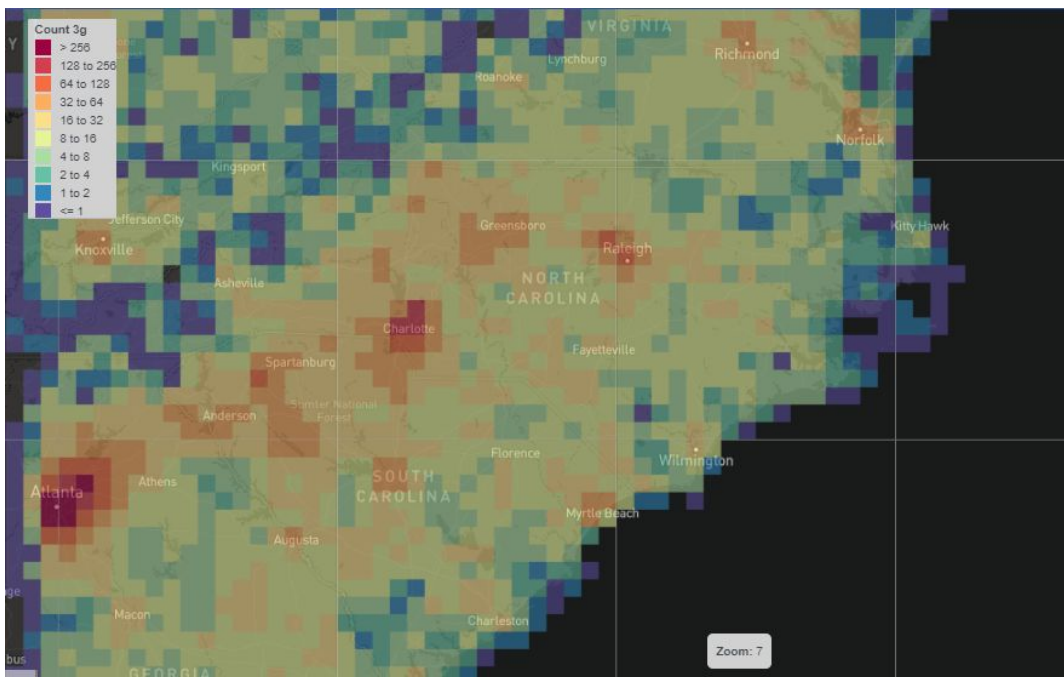 Count 3g
> 256
128 to 256
64 to 128
32 to 64
16 to 32
8 to 16
4 to 8
2 to 4
1 to 2
<= 1
Y
VIRGINIA
Richmond
Lynchburg
Roanoke
Norfolk
Kingsport
Jefferson City
Knoxville
Greensboro
Raleigh
Kitty Hawk
Asheville
NORTH
CAROLINA
Charlotte
Fayetteville
Spartanburg
Sumter National
Forest
Anderson
Florence
Wilmington
SOUTH
CAROLINA
Athens
Atlanta
Myrtle Beach
Augusta
Macon
Charleston
bus
GEORGIA
Zoom: 7